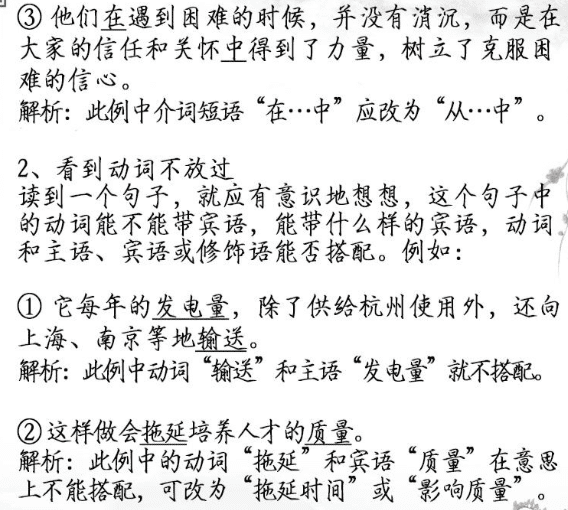 ③ 他们在遇到困难的时候，并没有消沉，而是在
大家的信任和关怀中得到了力量，树立了克服困
难的信心。
解析：此例中介词短语“在…中”应改为“从…中”。
2、看到动词不放过
读到一个句子，就应有意识地想想，这个句子中
的动词能不能带宾语，能带什么样的宾语，动词
和主语、宾语或修饰语能否搭配。例如：
① 它每年的发电量，除了供给杭州使用外，还向
上海、南京等地输送。
解析：此例中动词“输送”和主语“发电量”就不搭配。
②这样做会拖延培养人才的质量。
解析：此例中的动词“拖延”和宾语“质量”在意思
上不能搭配，可改为“拖延时间”或“影响质量”。